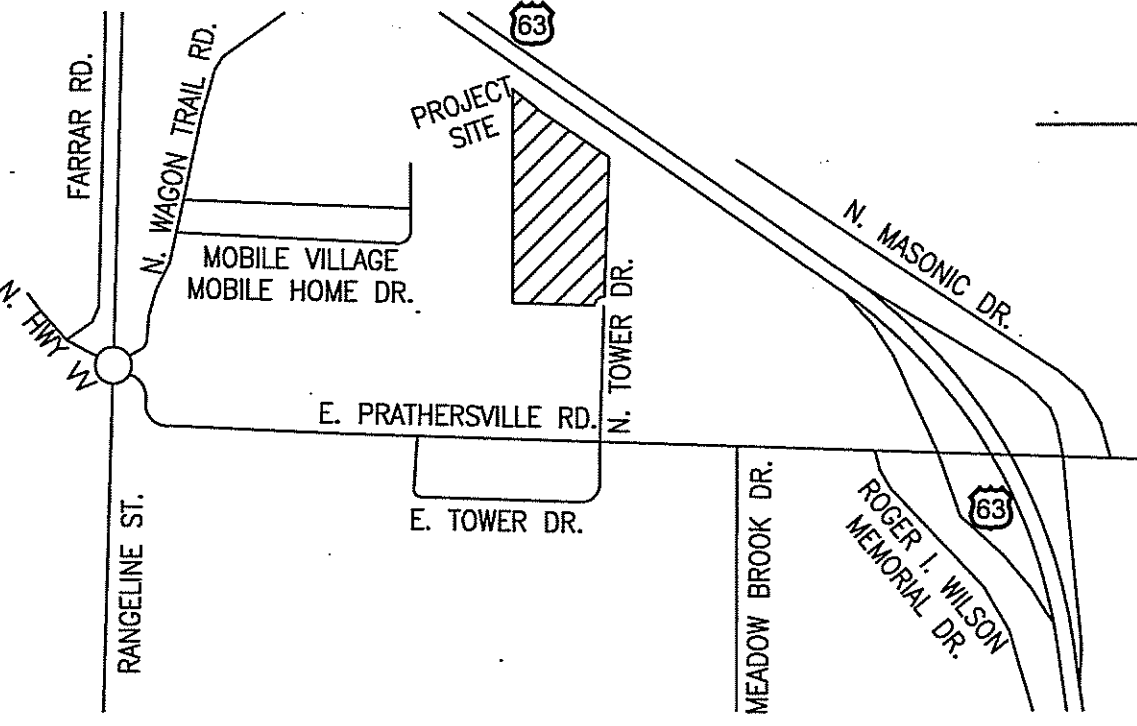 63
FARRAR RD.
N. WAGON TRAIL RD.
PROJECT
SITE
N. MASONIC DR.
MOBILE VILLAGE
MOBILE HOME DR.
N. HWY W
N. TOWER DR.
E. PRATHERSVILLE RD.
E. TOWER DR.
RANGELINE ST.
MEADOW BROOK DR.
ROGER I. WILSON
MEMORIAL DR.
63